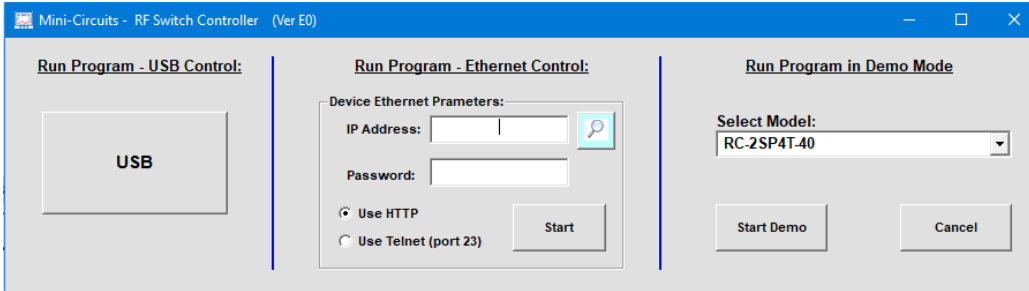 Mini-Circuits - RF Switch Controller (Ver E0)
Run Program - USB Control:
USB
Run Program - Ethernet Control:
Device Ethernet Prameters:
IP Address:
Password:
Use HTTP
Use Telnet (port 23)
Start
Run Program in Demo Mode
Select Model:
RC-2SP4T-40
Start Demo
Cancel